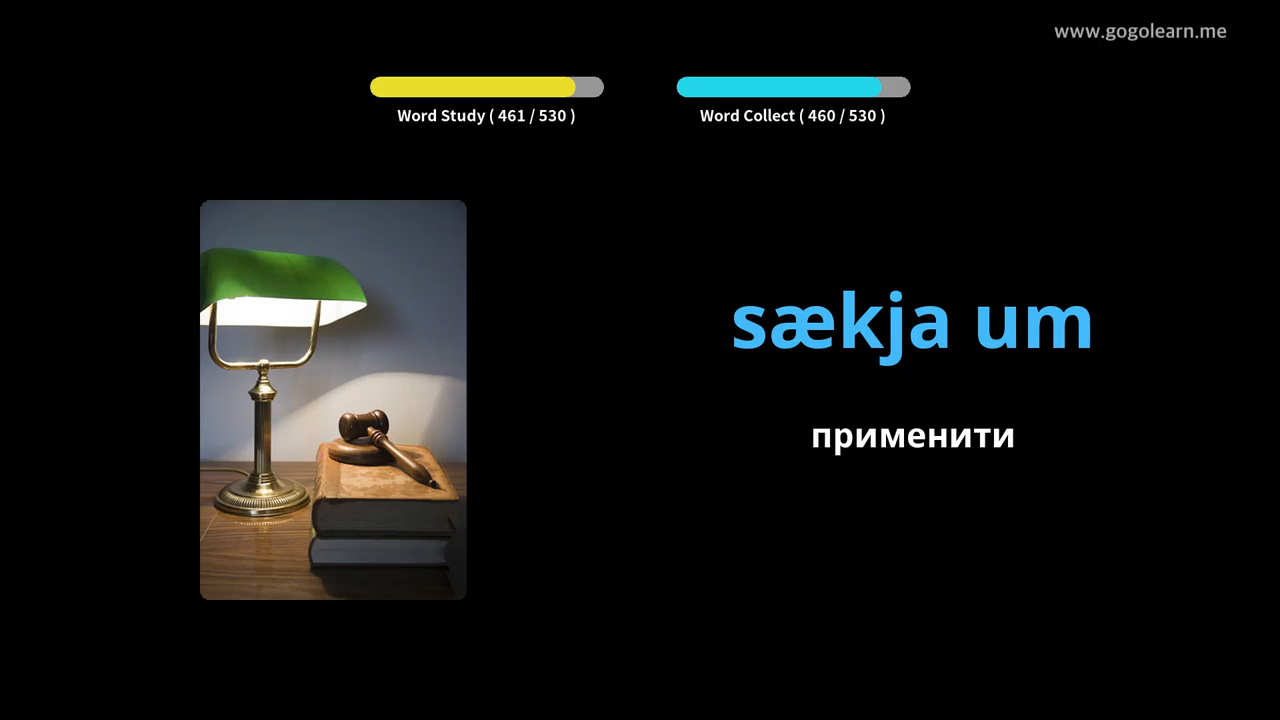 www.gogolearn.me
Word Study ( 461 / 530 )
Word Collect ( 460 / 530 )
sækja um
применити